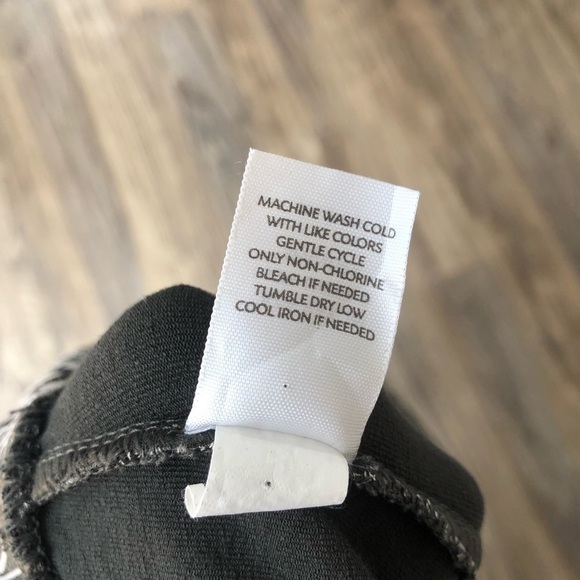 MACHINE WASH COLD
WITH LIKE COLORS
GENTLE CYCLE
ONLY NON-CHLORINE
BLEACH IF NEEDED
TUMBLE DRY LOW
COOL IRON IF NEEDED